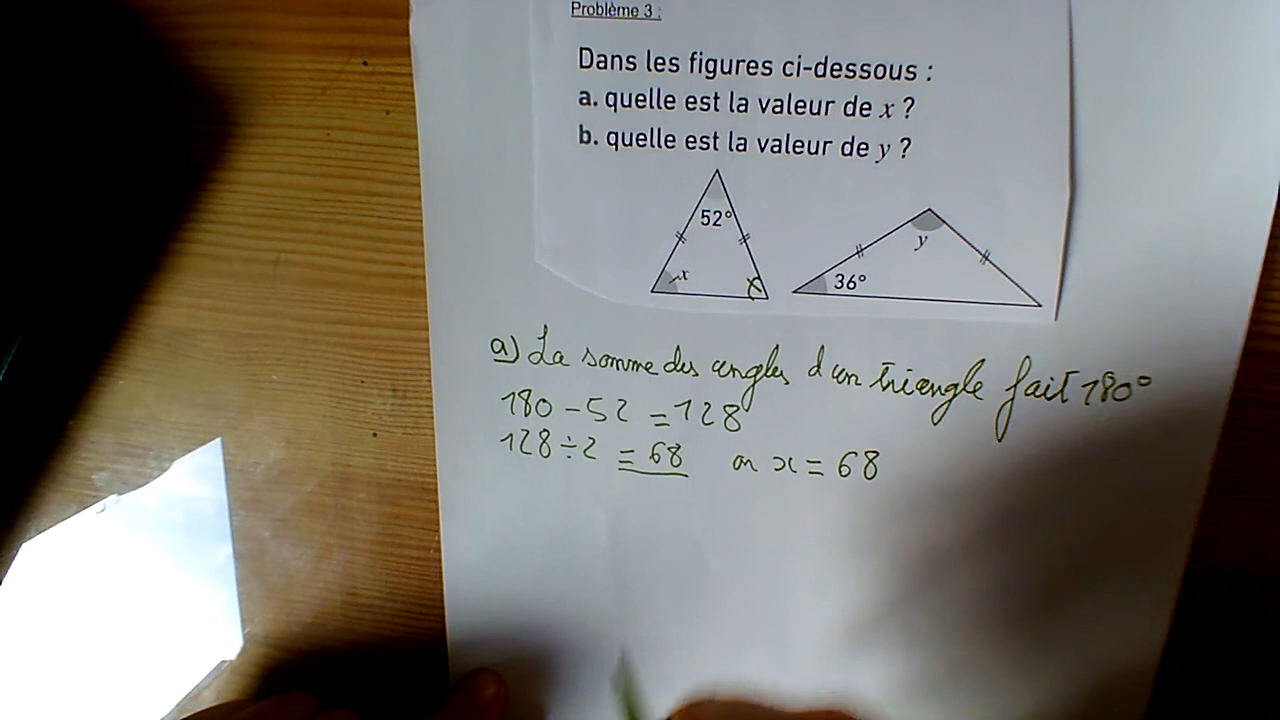 Problème 3 :
Dans les figures ci-dessous :
a. quelle est la valeur de x ?
b. quelle est la valeur de y ?
52°
x
x
y
36°
a) La somme des angles d un triangle fait 180°
180 - 52 = 128
128 ÷ 2 = 68 on x = 68